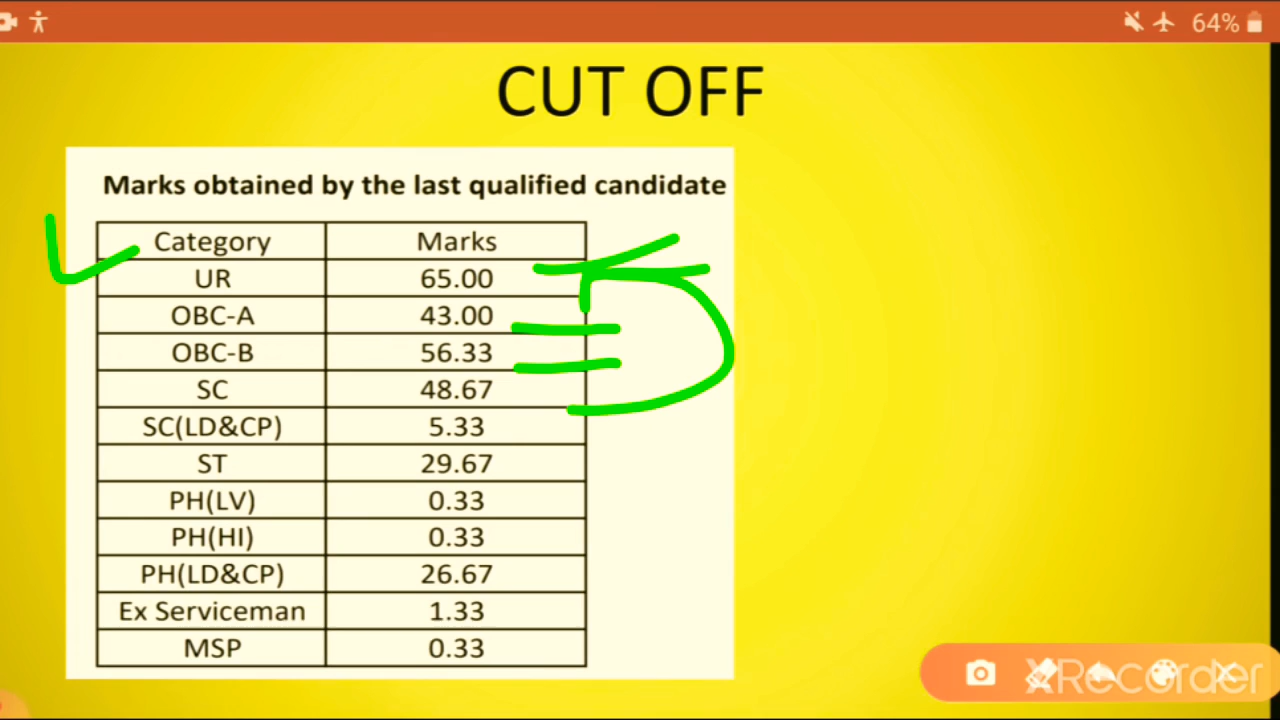 64%
CUT OFF
Marks obtained by the last qualified candidate
Category Marks
UR 65.00
OBC-A 43.00
OBC-B 56.33
SC 48.67
SC(LD&CP) 5.33
ST 29.67
PH(LV) 0.33
PH(HI) 0.33
PH(LD&CP) 26.67
Ex Serviceman 1.33
MSP 0.33
XRecorder